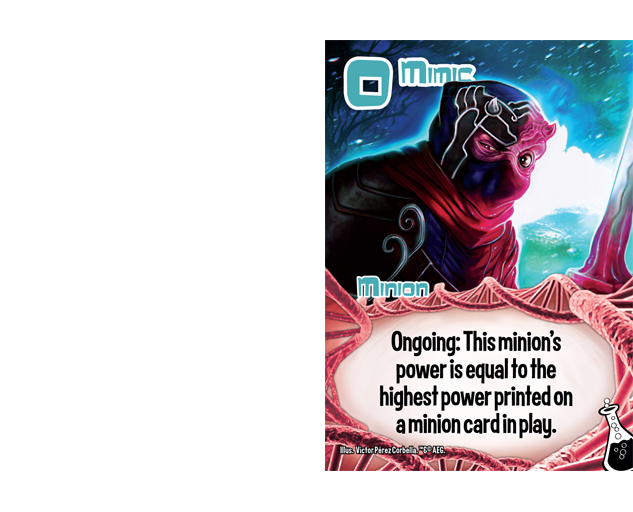 0 Mimic
Minion
Ongoing: This minion's
power is equal to the
highest power printed on
a minion card in play.
Illus. Victor Pérez Corbella. ™&© AEG.